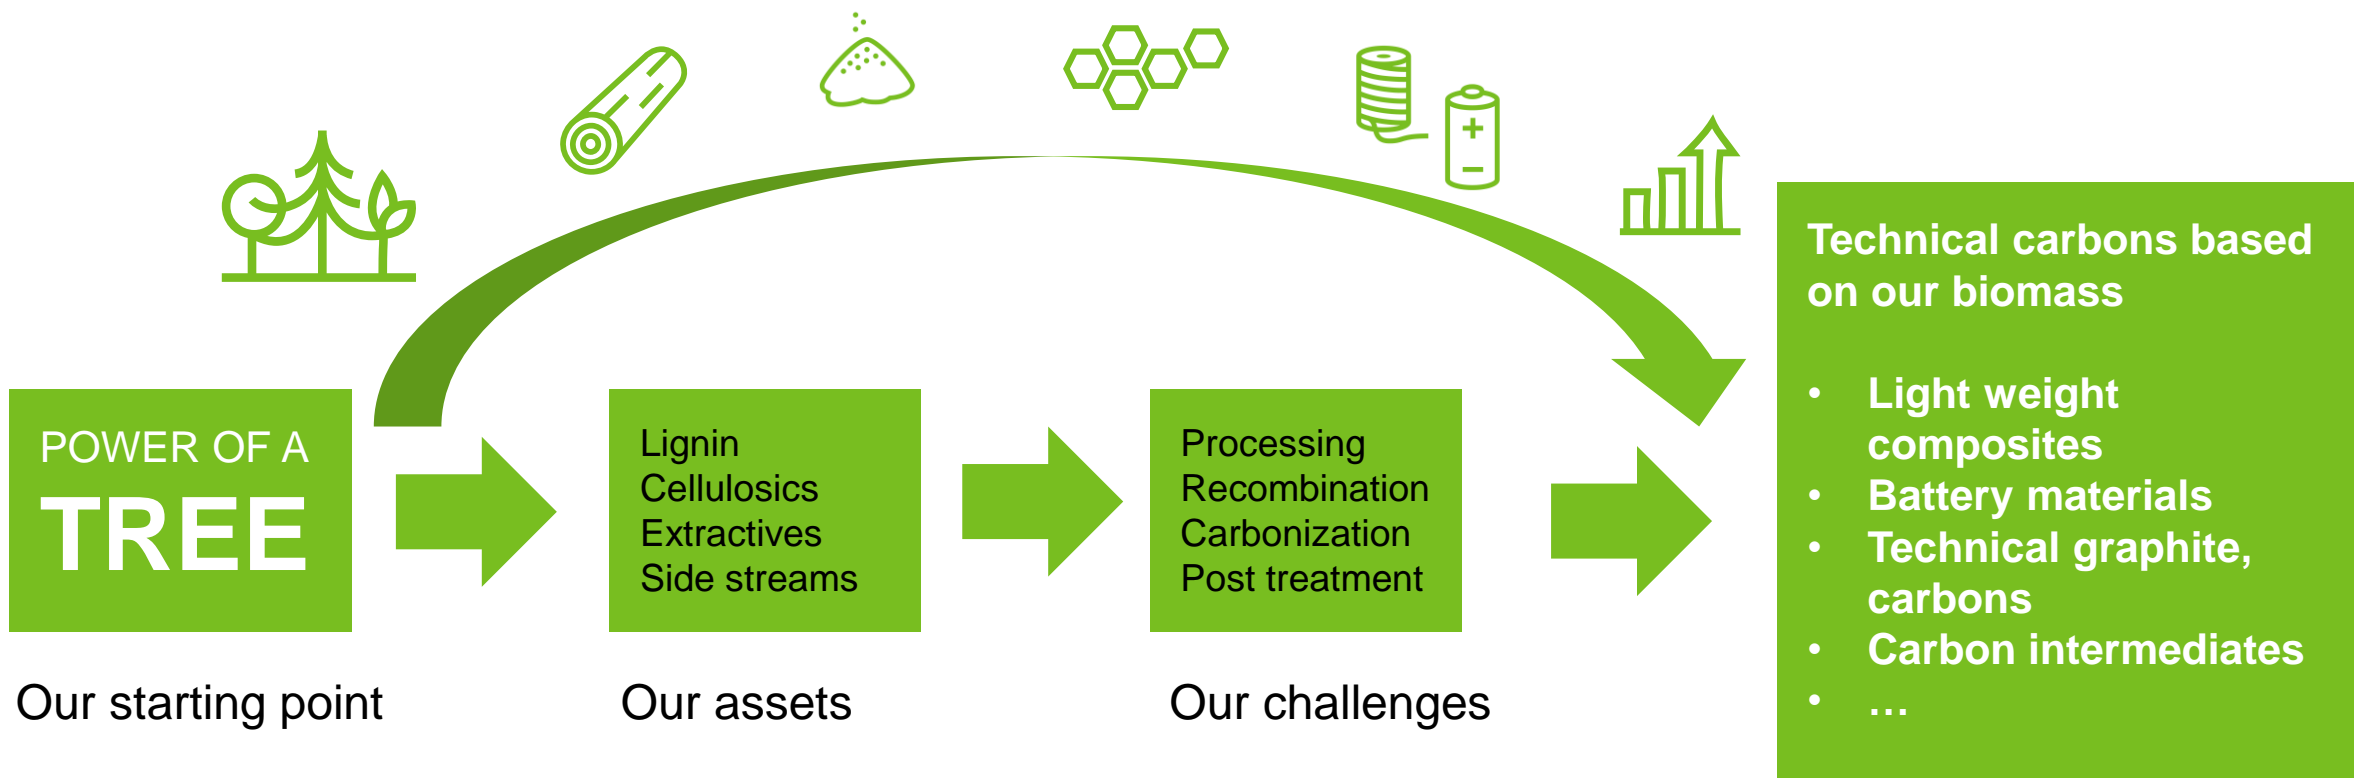 POWER OF A
TREE
Our starting point
Lignin
Cellulosics
Extractives
Side streams
Our assets
Processing
Recombination
Carbonization
Post treatment
Our challenges
Technical carbons based
on our biomass
• Light weight
composites
• Battery materials
• Technical graphite,
carbons
• Carbon intermediates
• …